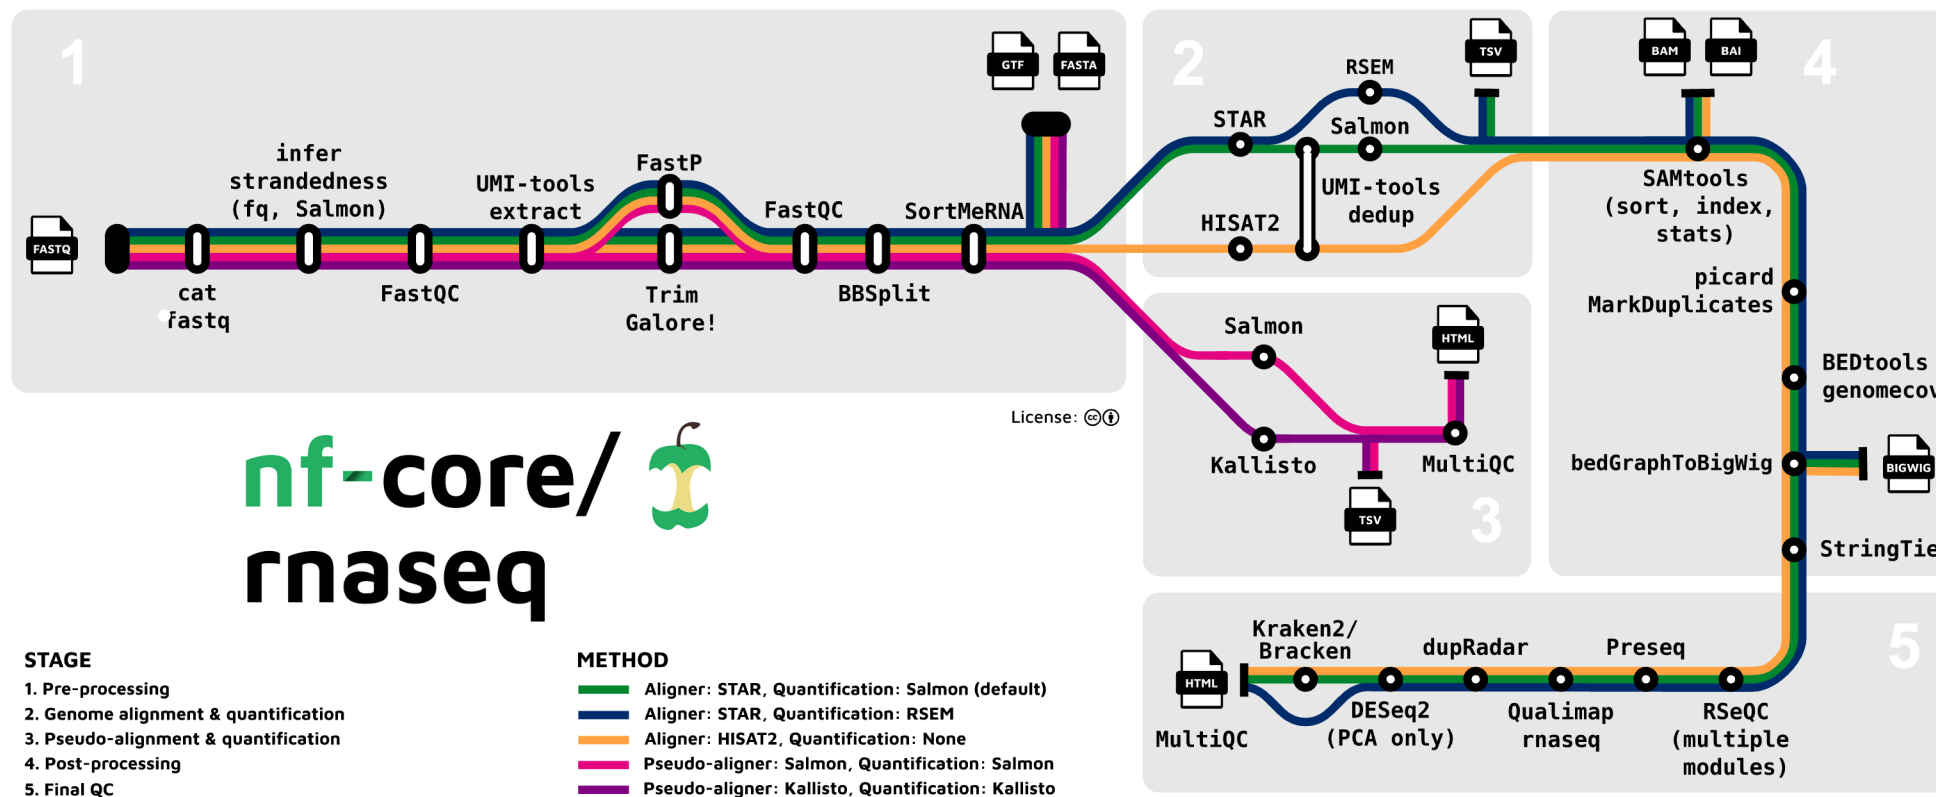 1
GTF
FASTA
infer
strandedness
(fq, Salmon)
UMI-tools
extract
FastP
FastQC
SortMeRNA
FASTQ
cat
fastq
FastQC
Trim
Galore!
BBSplit
2
RSEM
TSV
STAR
Salmon
UMI-tools
dedup
HISAT2
Salmon
HTML
Kallisto
MultiQC
TSV
3
BAM
BAI
4
SAMtools
(sort, index,
stats)
picard
MarkDuplicates
BEDtools
genomecov
bedGraphToBigWig
BIGWIG
StringTie
License: cc
nf-core/
rnaseq
Kraken2/
Bracken
dupRadar
Preseq
5
HTML
MultiQC
DESeq2
(PCA only)
Qualimap
rnaseq
RSeQC
(multiple
modules)
STAGE
1. Pre-processing
2. Genome alignment & quantification
3. Pseudo-alignment & quantification
4. Post-processing
5. Final QC
METHOD
Aligner: STAR, Quantification: Salmon (default)
Aligner: STAR, Quantification: RSEM
Aligner: HISAT2, Quantification: None
Pseudo-aligner: Salmon, Quantification: Salmon
Pseudo-aligner: Kallisto, Quantification: Kallisto